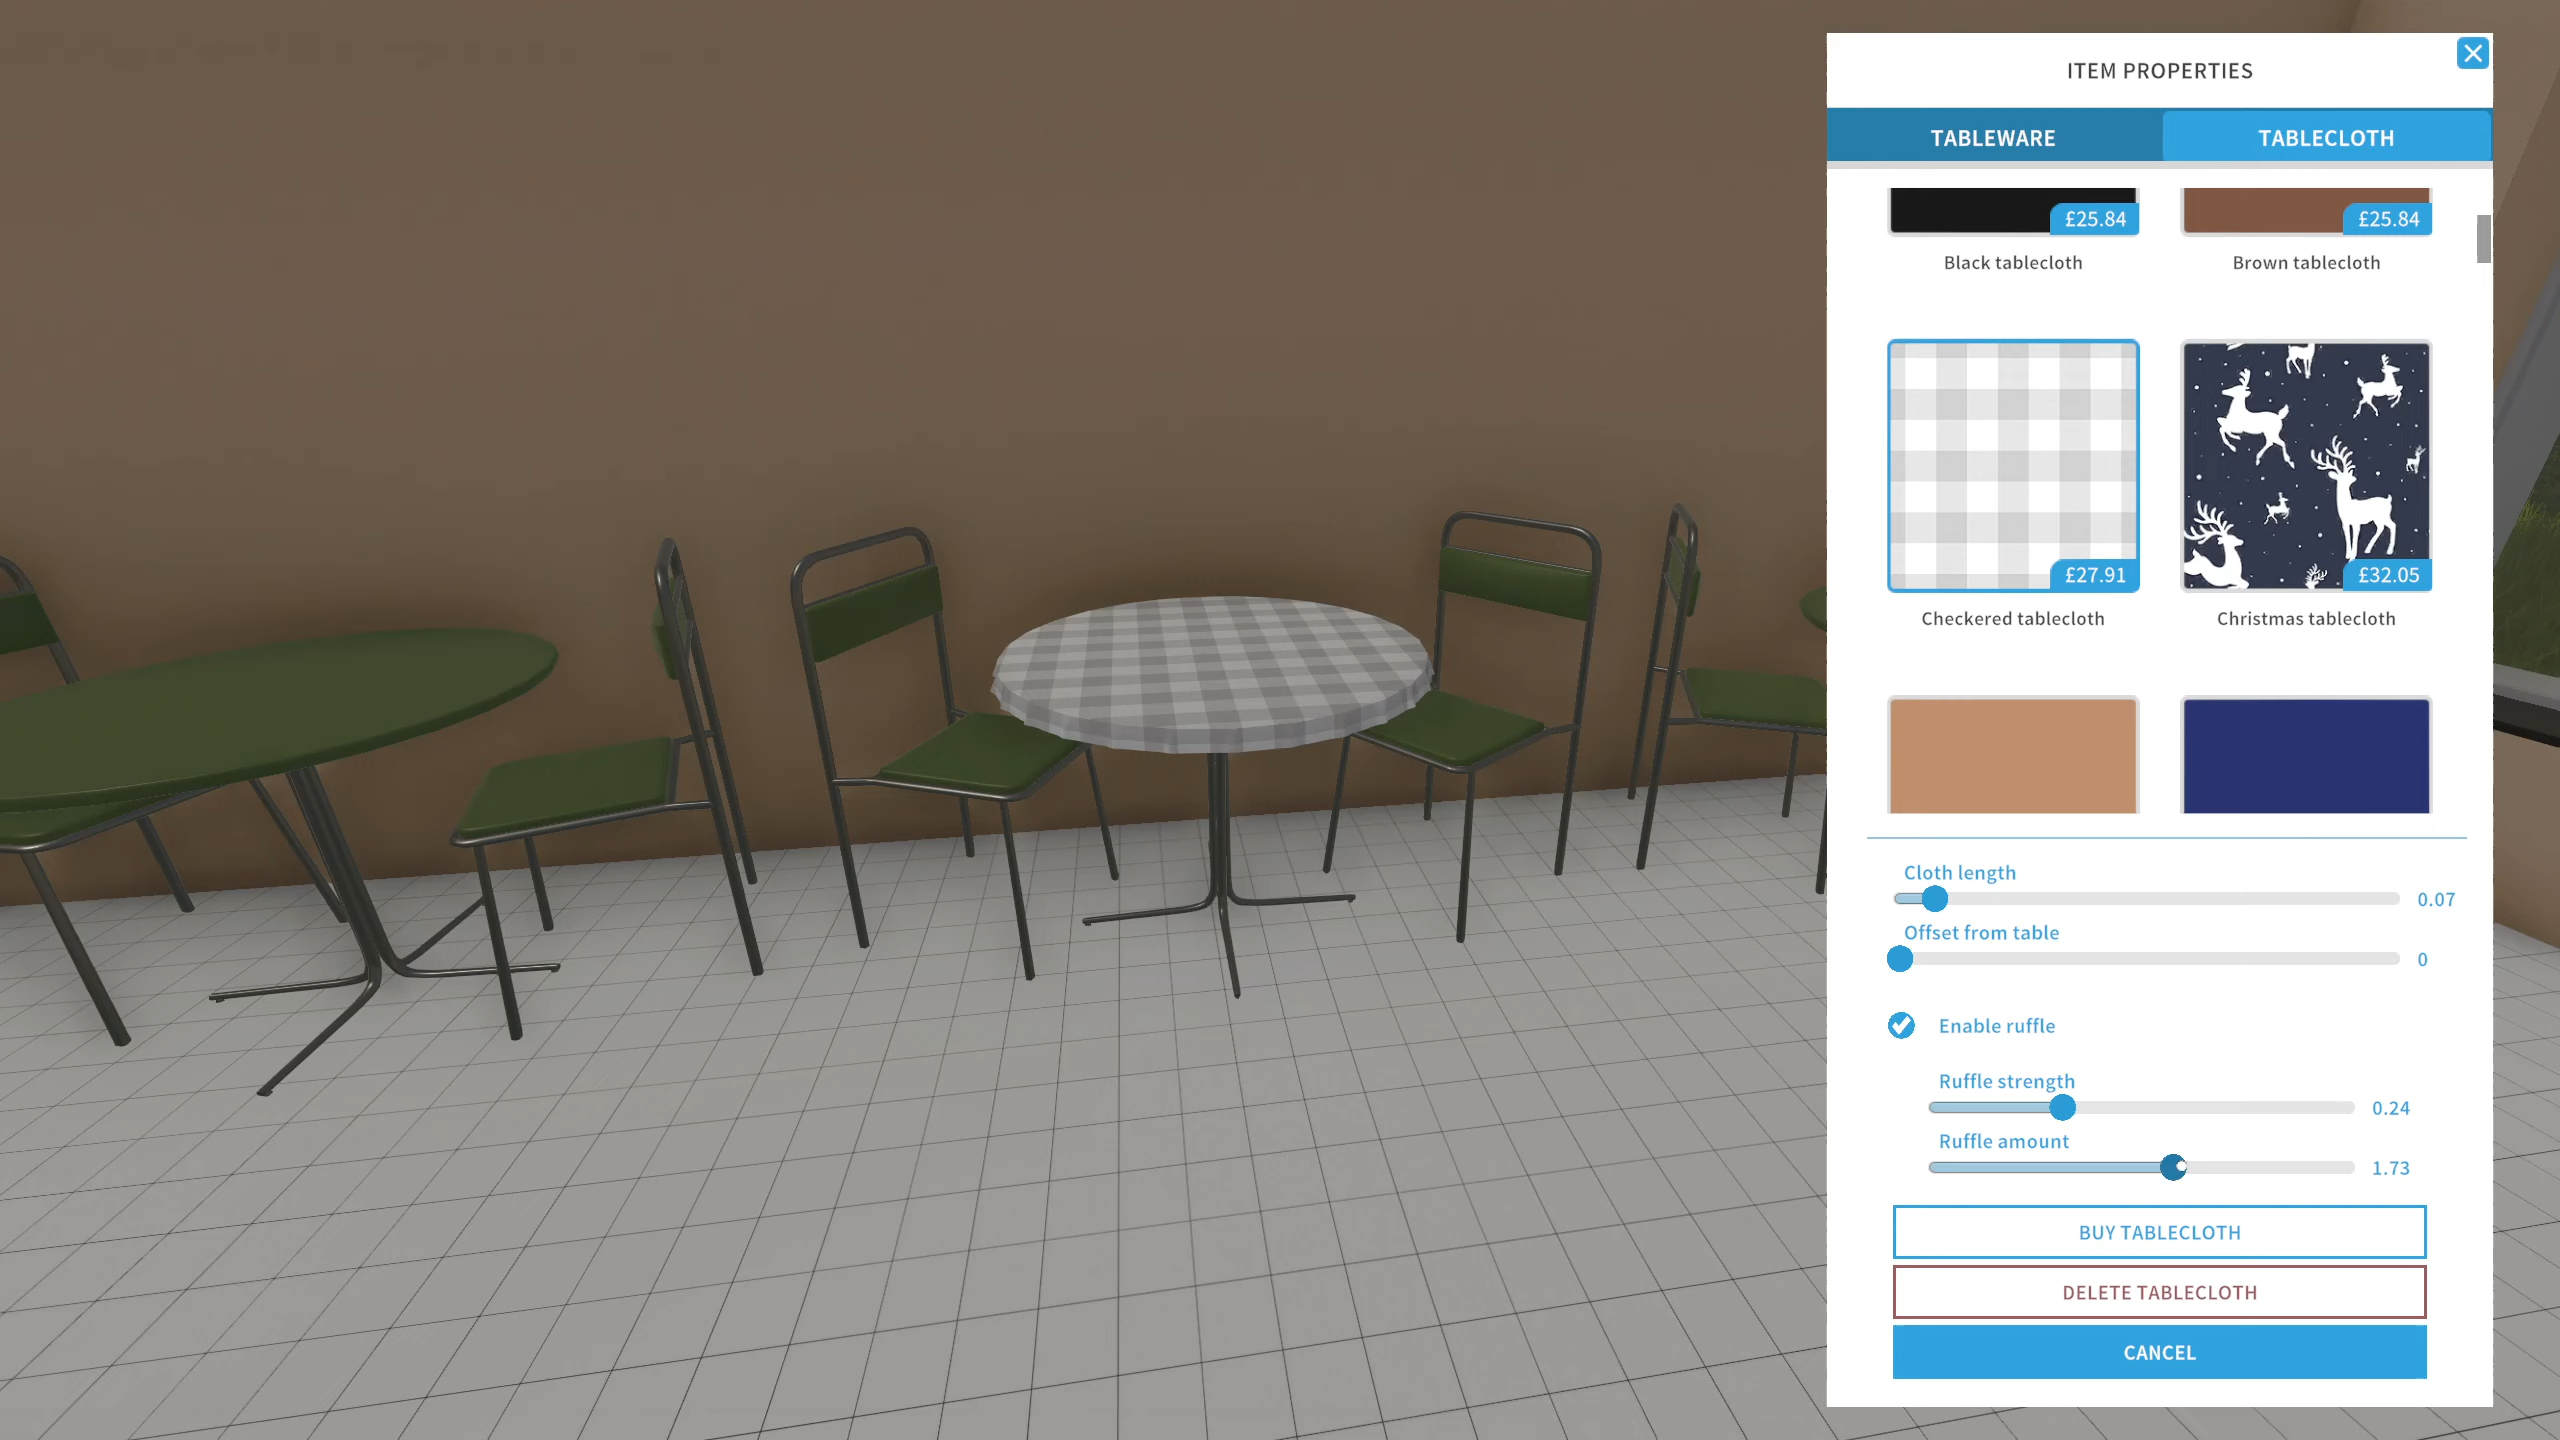 ITEM PROPERTIES
TABLEWARE
TABLECLOTH
£25.84
£25.84
Black tablecloth
Brown tablecloth
£27.91
£32.05
Checkered tablecloth
Christmas tablecloth
Cloth length
0.07
Offset from table
0
Enable ruffle
Ruffle strength
0.24
Ruffle amount
1.73
BUY TABLECLOTH
DELETE TABLECLOTH
CANCEL